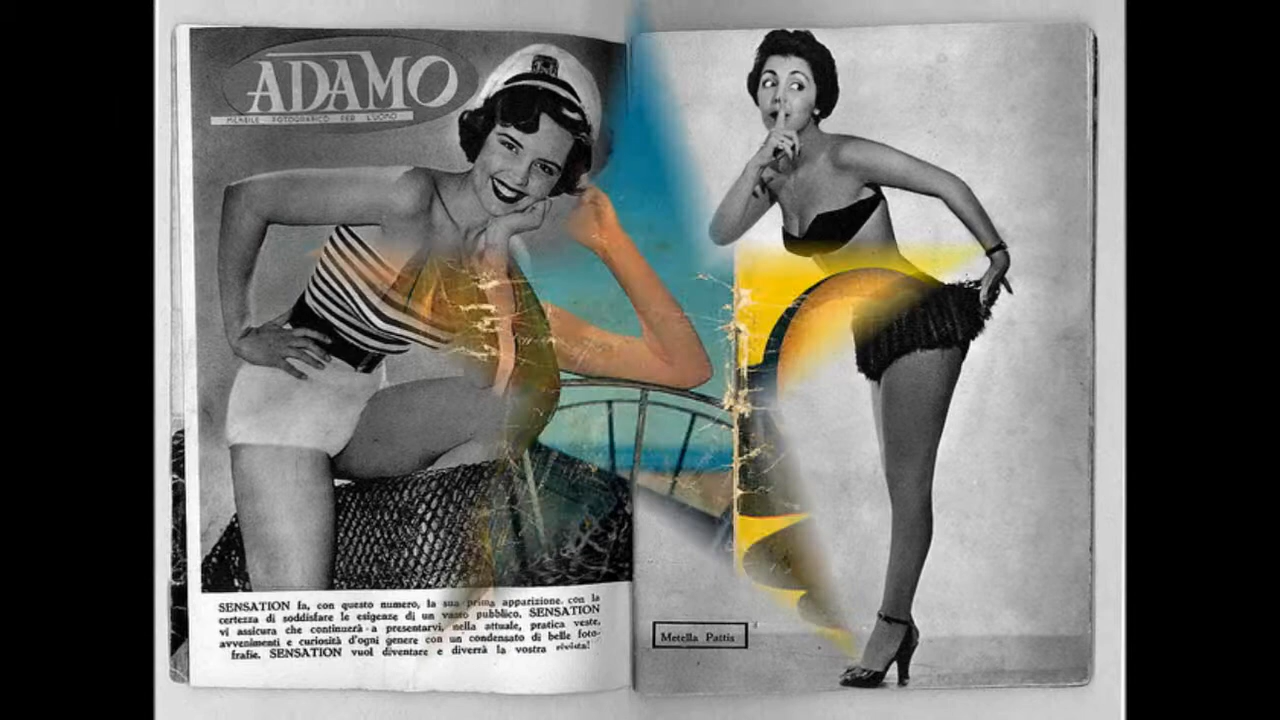 ADAMO
MENSILE FOTOGRAFICO PER L'UOMO
SENSATION fa, con questo numero, la sua prima apparizione con la
certezza di soddisfare le esigenze di un vasto pubblico. SENSATION
vi assicura che continuerà a presentarvi, nella attuale, pratica veste,
avvenimenti e curiosità d'ogni genere con un condensato di belle foto-
frafie. SENSATION vuol diventare e diverrà la vostra rivista!
Metella Pattis